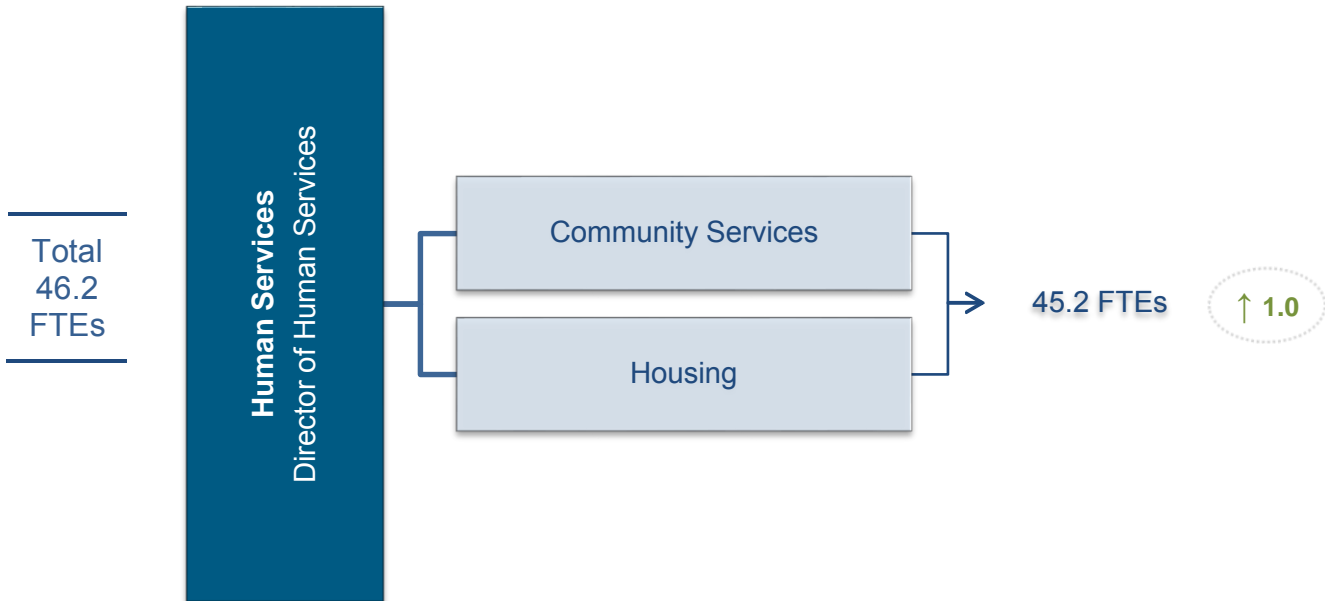 Total
46.2
FTEs
Human Services
Director of Human Services
Community Services
Housing
45.2 FTEs
↑ 1.0